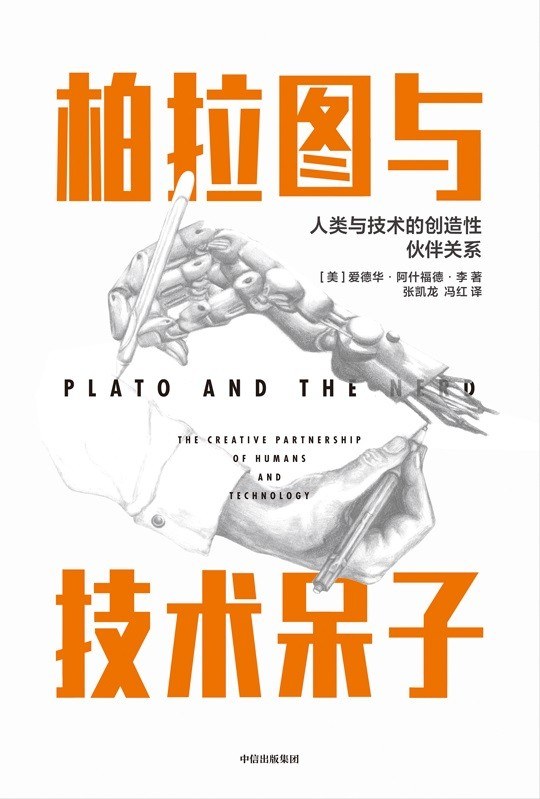 柏拉图与
人类与技术的创造性
伙伴关系
[美]爱德华·阿什福德·李 著
张凯龙 冯红 译
PLATO AND THE NERD
THE CREATIVE PARTNERSHIP
OF HUMANS
AND
TECHNOLOGY
技术呆子
中信出版集团